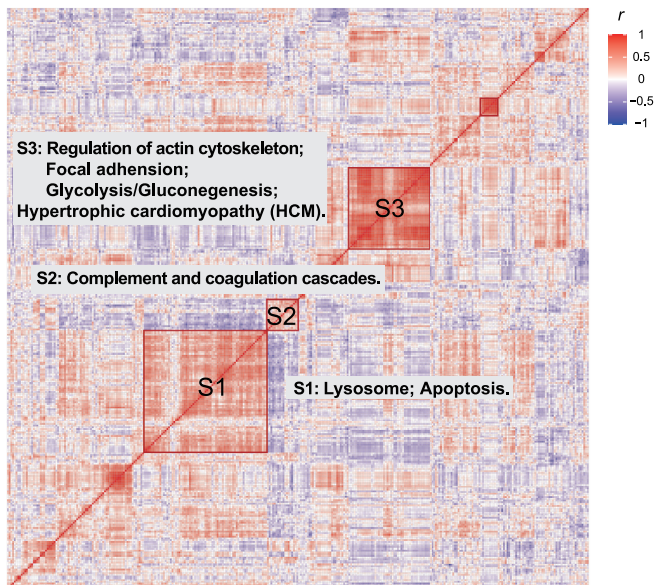 r
1
0.5
0
−0.5
−1
S3: Regulation of actin cytoskeleton;
Focal adhension;
Glycolysis/Gluconegenesis;
Hypertrophic cardiomyopathy (HCM).
S3
S2: Complement and coagulation cascades.
S2
S1
S1: Lysosome; Apoptosis.